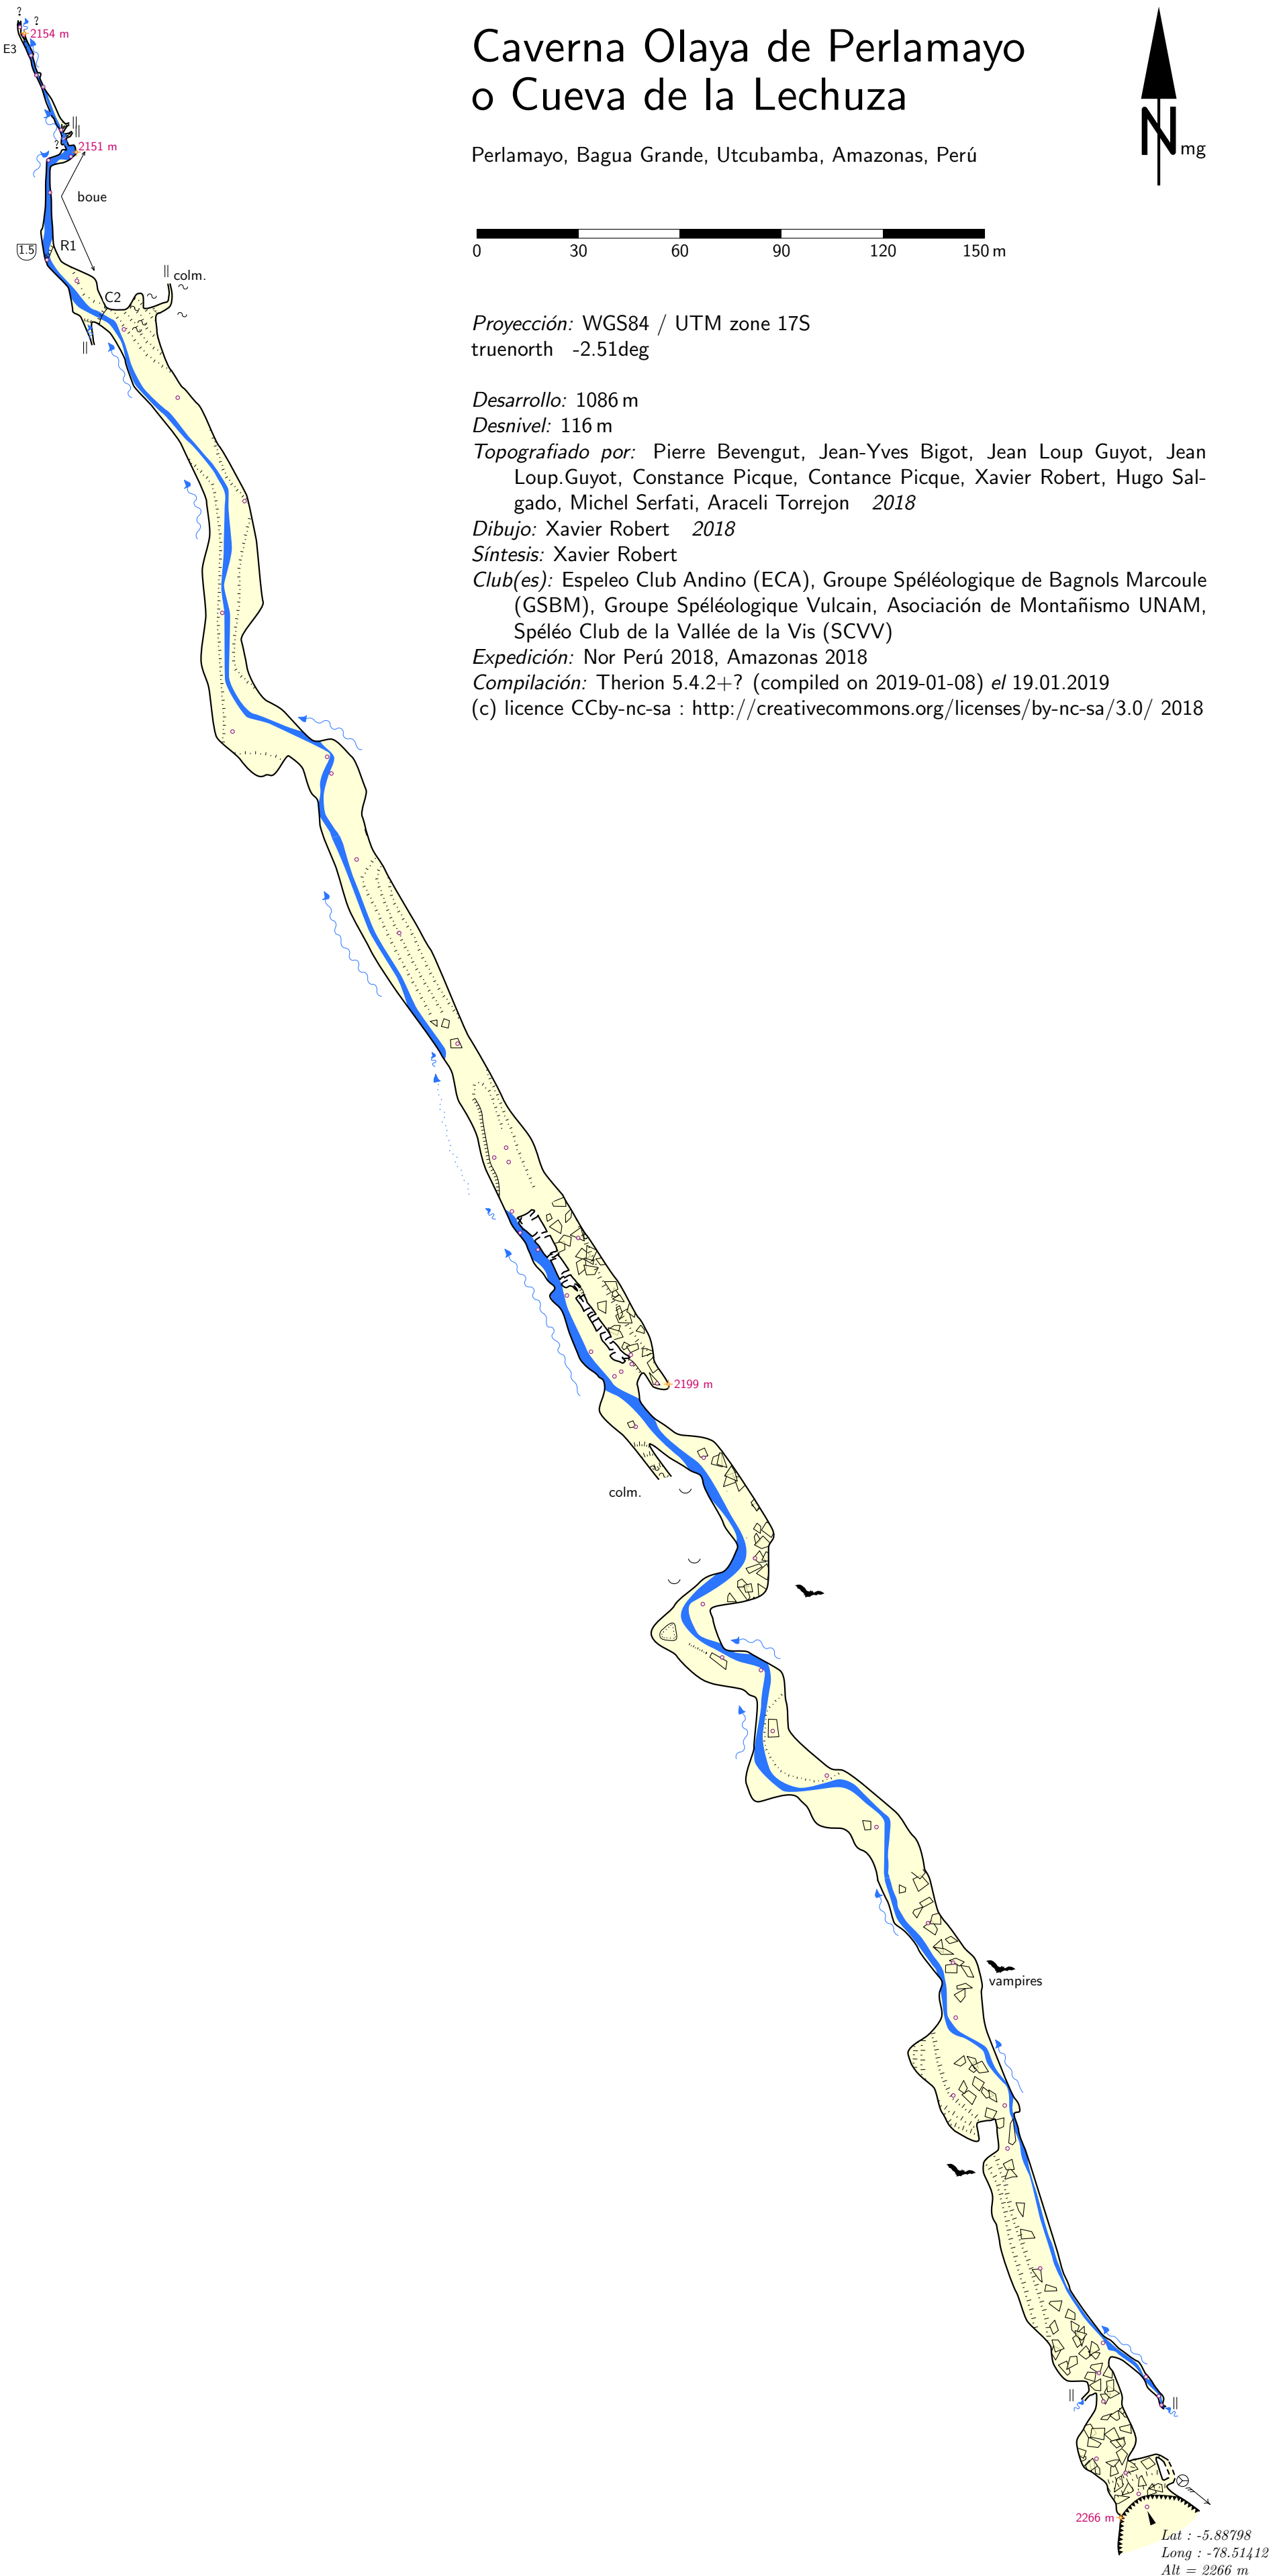 Caverna Olaya de Perlamayo
o Cueva de la Lechuza
Perlamayo, Bagua Grande, Utcubamba, Amazonas, Perú
N mg
0 30 60 90 120 150 m
Proyección: WGS84 / UTM zone 17S
truenorth -2.51deg
Desarrollo: 1086 m
Desnivel: 116 m
Topografiado por: Pierre Bevengut, Jean-Yves Bigot, Jean Loup Guyot, Jean
Loup.Guyot, Constance Picque, Contance Picque, Xavier Robert, Hugo Sal-
gado, Michel Serfati, Araceli Torrejon 2018
Dibujo: Xavier Robert 2018
Síntesis: Xavier Robert
Club(es): Espeleo Club Andino (ECA), Groupe Spéléologique de Bagnols Marcoule
(GSBM), Groupe Spéléologique Vulcain, Asociación de Montañismo UNAM,
Spéléo Club de la Vallée de la Vis (SCVV)
Expedición: Nor Perú 2018, Amazonas 2018
Compilación: Therion 5.4.2+? (compiled on 2019-01-08) el 19.01.2019
(c) licence CCby-nc-sa : http://creativecommons.org/licenses/by-nc-sa/3.0/ 2018
?
?
2154 m
E3
?
2151 m
boue
R1
1.5
colm.
C2
2199 m
colm.
vampires
2266 m
Lat : -5.88798
Long : -78.51412
Alt = 2266 m